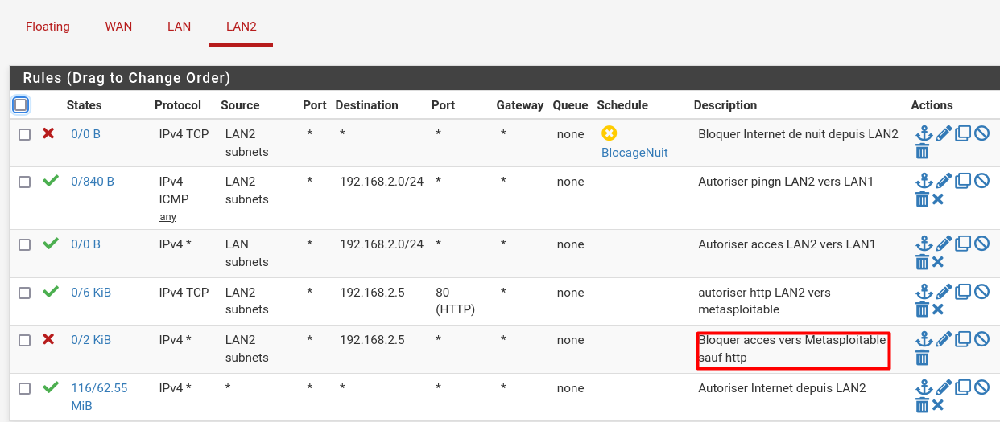 Floating WAN LAN LAN2
Rules (Drag to Change Order)
States Protocol Source Port Destination Port Gateway Queue Schedule Description Actions
0/0 B IPv4 TCP LAN2 * * * * none Bloquer Internet de nuit depuis LAN2
subnets BlocageNuit
0/840 B IPv4 LAN2 * 192.168.2.0/24 * * none Autoriser pingn LAN2 vers LAN1
ICMP subnets
any
0/0 B IPv4 * LAN * 192.168.2.0/24 * * none Autoriser acces LAN2 vers LAN1
subnets
0/6 KiB IPv4 TCP LAN2 * 192.168.2.5 80 * none autoriser http LAN2 vers
subnets (HTTP) metasploitable
0/2 KiB IPv4 * LAN2 * 192.168.2.5 * * none Bloquer acces vers Metasploitable
subnets sauf http
116/62.55 IPv4 * * * * * * none Autoriser Internet depuis LAN2
MiB